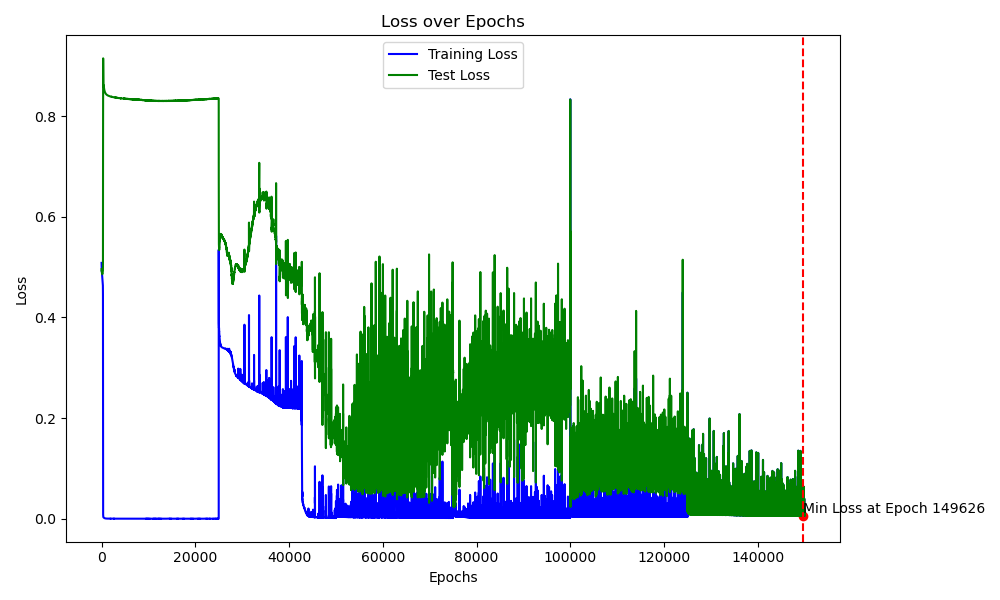 Loss over Epochs
Training Loss
Test Loss
Loss
0.8
0.6
0.4
0.2
0.0
Min Loss at Epoch 149626
0
20000
40000
60000
80000
100000
120000
140000
Epochs